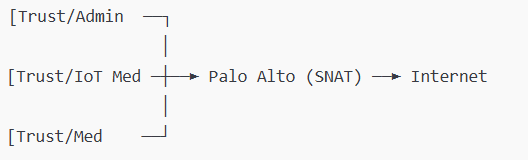 [Trust/Admin
[Trust/IoT Med Palo Alto (SNAT) Internet
[Trust/Med